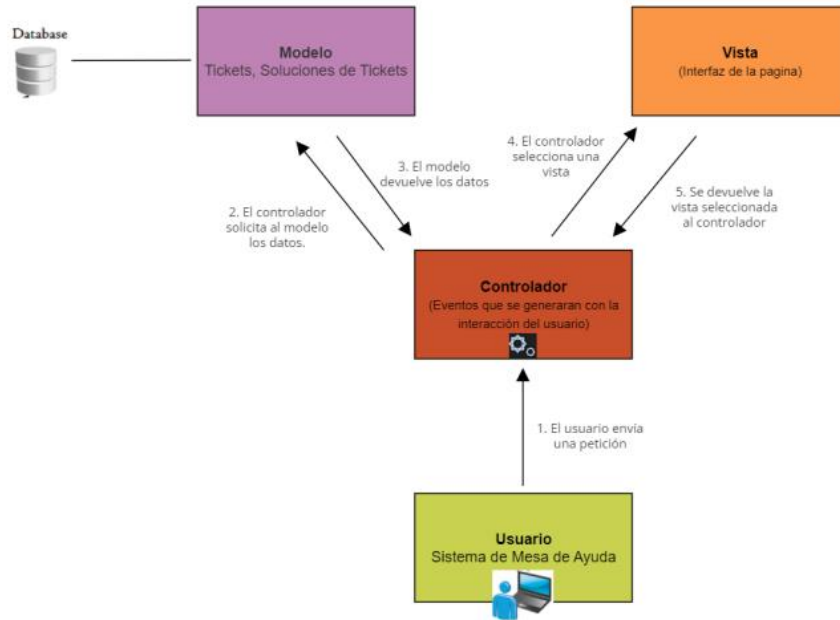 Database
Modelo
Tickets, Soluciones de Tickets
Vista
(Interfaz de la pagina)
4. El controlador
selecciona una
vista
3. El modelo
devuelve los datos
5. Se devuelve la
vista seleccionada
al controlador
2. El controlador
solicita al modelo
los datos.
Controlador
(Eventos que se generaran con la
interacción del usuario)
1. El usuario envia
una petición
Usuario
Sistema de Mesa de Ayuda